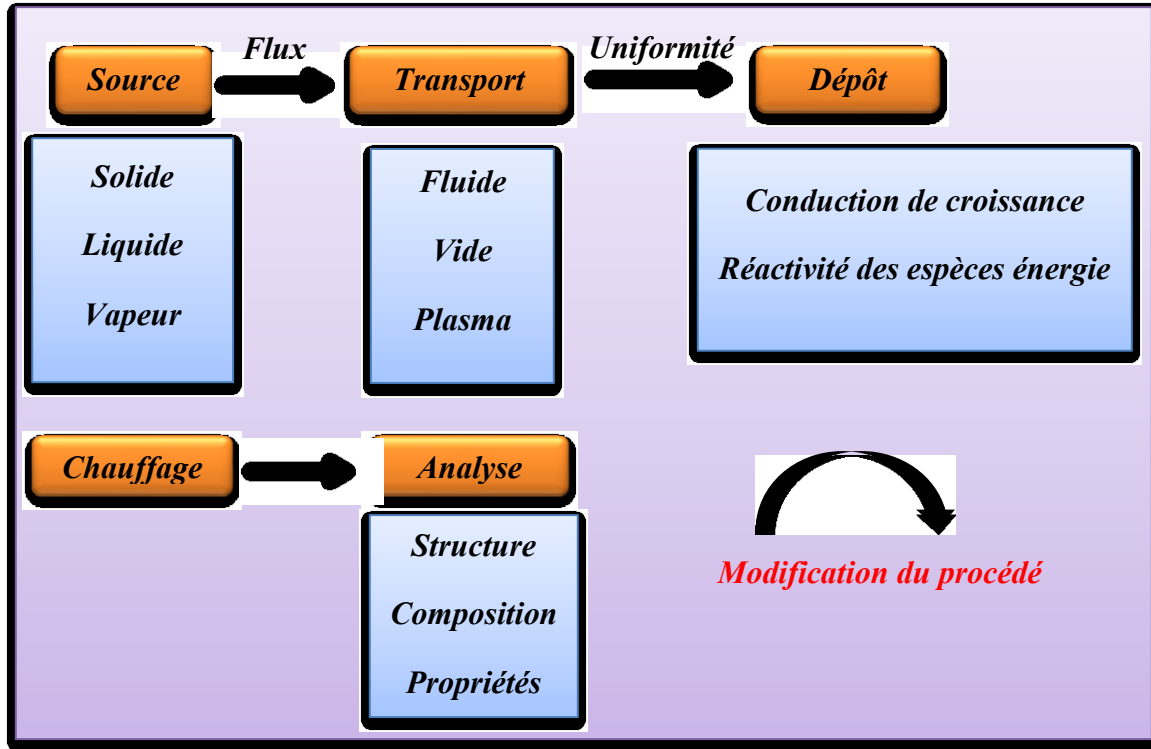 Flux
Uniformité
Source
Transport
Dépôt
Solide
Liquide
Vapeur
Fluide
Vide
Plasma
Conduction de croissance
Réactivité des espèces énergie
Chauffage
Analyse
Structure
Composition
Propriétés
Modification du procédé